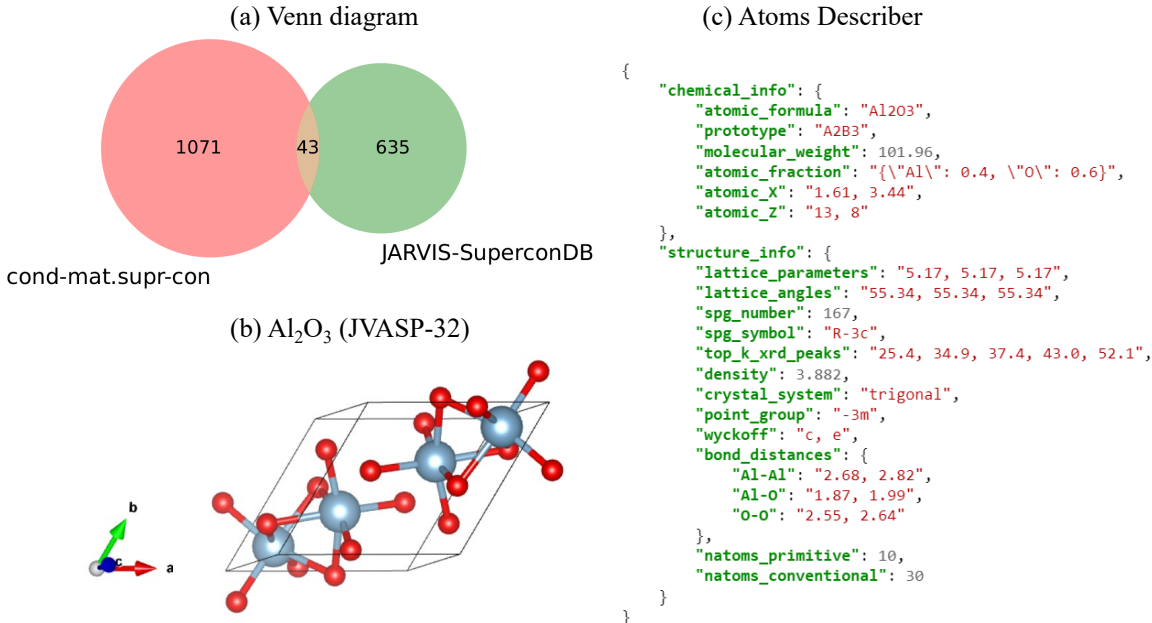 (a) Venn diagram
1071
43
635
JARVIS-SuperconDB
cond-mat.supr-con
(b) Al2O3 (JVASP-32)
b
c
a
(c) Atoms Describer
{
"chemical_info": {
"atomic_formula": "Al2O3",
"prototype": "A2B3",
"molecular_weight": 101.96,
"atomic_fraction": "{\"Al\": 0.4, \"O\": 0.6}",
"atomic_X": "1.61, 3.44",
"atomic_Z": "13, 8"
},
"structure_info": {
"lattice_parameters": "5.17, 5.17, 5.17",
"lattice_angles": "55.34, 55.34, 55.34",
"spg_number": 167,
"spg_symbol": "R-3c",
"top_k_xrd_peaks": "25.4, 34.9, 37.4, 43.0, 52.1",
"density": 3.882,
"crystal_system": "trigonal",
"point_group": "-3m",
"wyckoff": "c, e",
"bond_distances": {
"Al-Al": "2.68, 2.82",
"Al-O": "1.87, 1.99",
"O-O": "2.55, 2.64"
},
"natoms_primitive": 10,
"natoms_conventional": 30
}
}